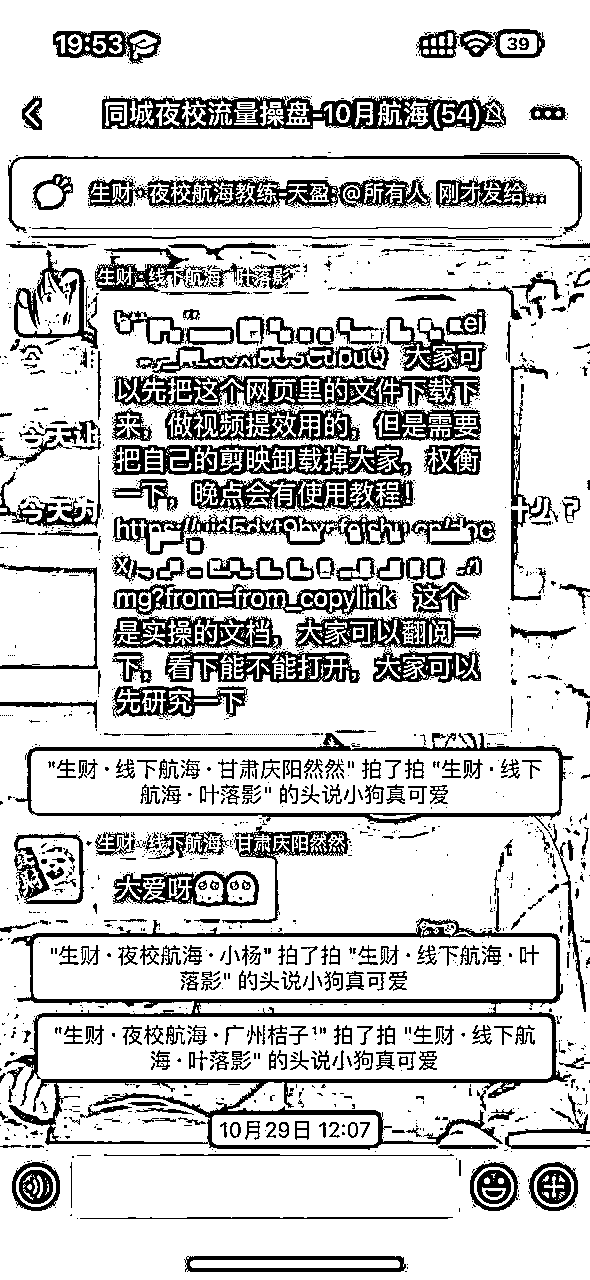 19:53
39
同城夜校流量操盘-10月航海(54)
生财·夜校航海教练-天盈: @所有人 刚才发给...
生财·线下航海·叶落影
大家可
以先把这个网页里的文件下载下
来，做视频提效用的，但是需要
把自己的剪映卸载掉大家，权衡
一下，晚点会有使用教程！
mg?from=from_copylink 这个
是实操的文档，大家可以翻阅一
下，看下能不能打开，大家可以
先研究一下
"生财·线下航海·甘肃庆阳然然" 拍了拍 "生财·线下
航海·叶落影" 的头说小狗真可爱
生财·线下航海·甘肃庆阳然然
大爱呀
"生财·夜校航海·小杨" 拍了拍 "生财·线下航海·叶
落影" 的头说小狗真可爱
"生财·夜校航海·广州桔子" 拍了拍 "生财·线下航
海·叶落影" 的头说小狗真可爱
10月29日 12:07